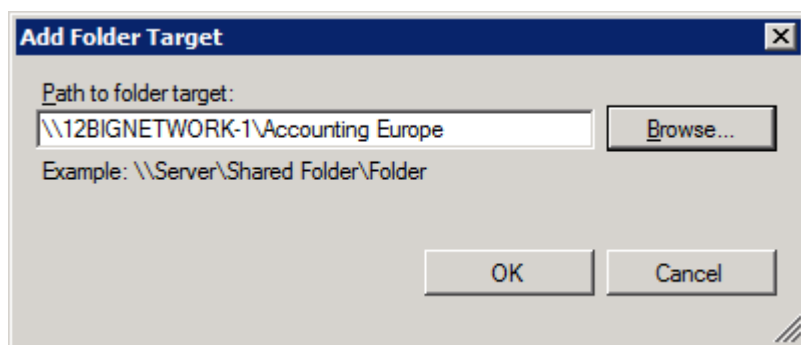 Add Folder Target
Path to folder target:
\\12BIGNETWORK-1\Accounting Europe
Browse...
Example: \\Server\Shared Folder\Folder
OK
Cancel